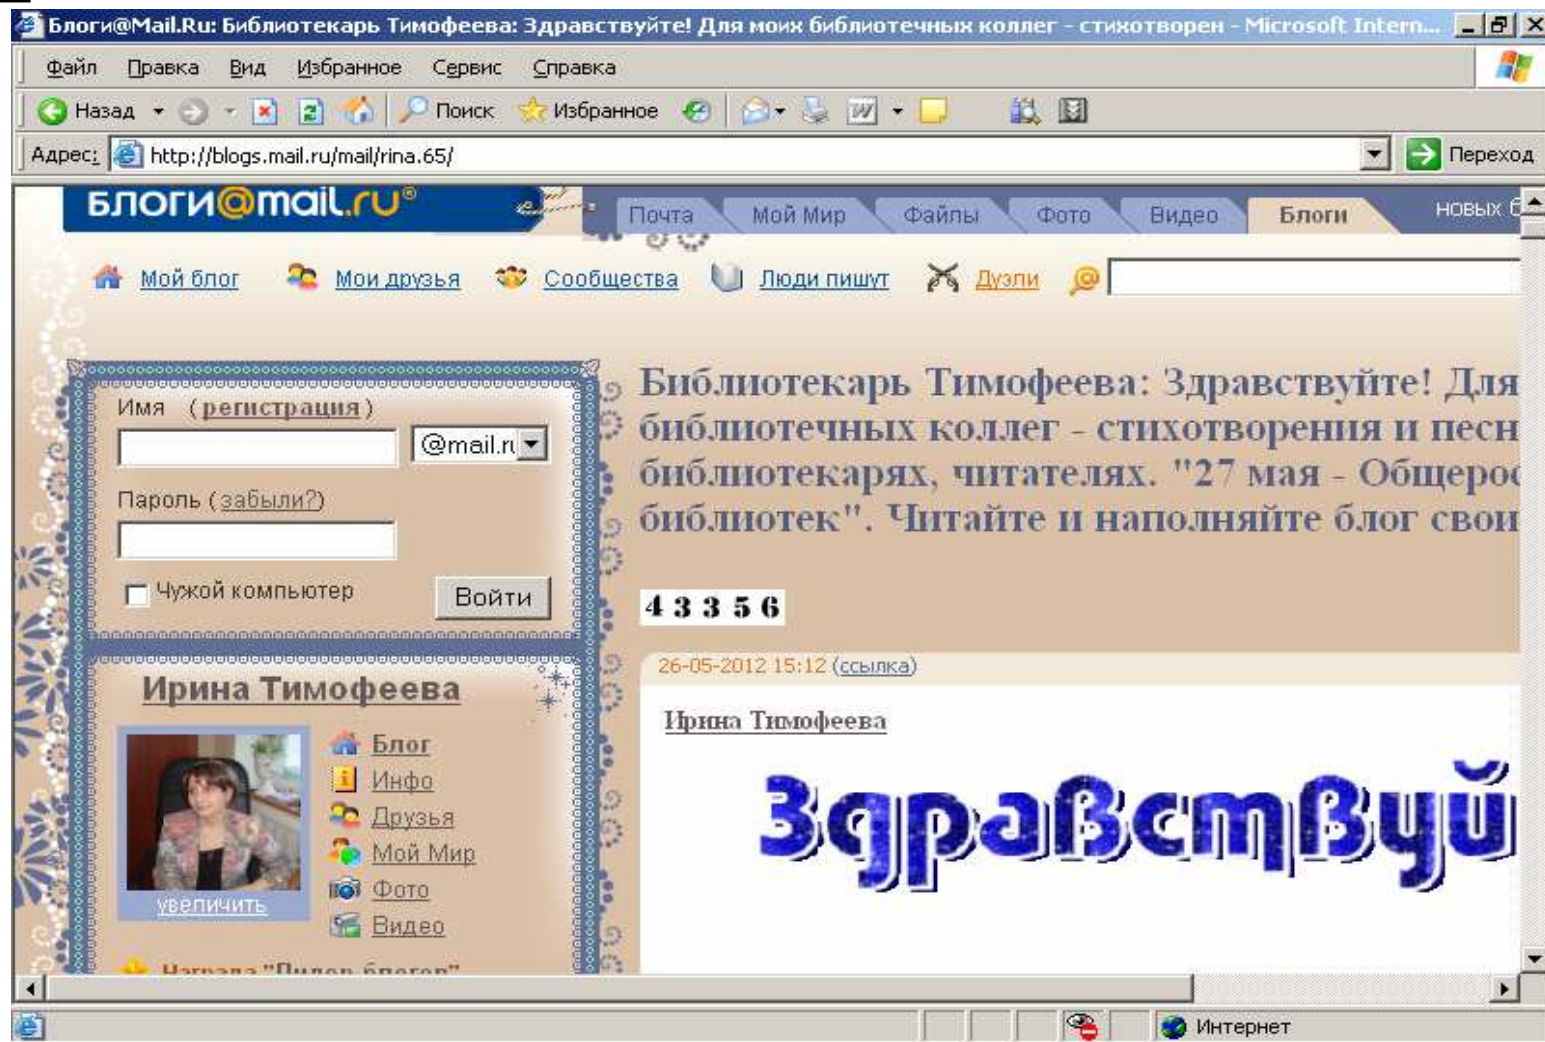 Блоги@Mail.Ru: Библиотекарь Тимофеева: Здравствуйте! Для моих библиотечных коллег - стихотворен - Microsoft Intern...
Файл Правка Вид Избранное Сервис Справка
Назад Поиск Избранное
Адрес: http://blogs.mail.ru/mail/rina.65/ Переход
БЛОГИ@mail.ru® Почта Мой Мир Файлы Фото Видео Блоги новых б
Мой блог Мои друзья Сообщества Люди пишут Дуэли
Имя (регистрация)
@mail.ru
Пароль (забыли?)
Чужой компьютер Войти
Библиотекарь Тимофеева: Здравствуйте! Для
библиотечных коллег - стихотворения и песн
библиотекарях, читателях. "27 мая - Общерос
библиотек". Читайте и наполняйте блог свои
43356
Ирина Тимофеева
Блог
Инфо
Друзья
Мой Мир
Фото
Видео
увеличить
Награда "Лидер блогов"
26-05-2012 15:12 (ссылка)
Ирина Тимофеева
Здравствуй
Интернет